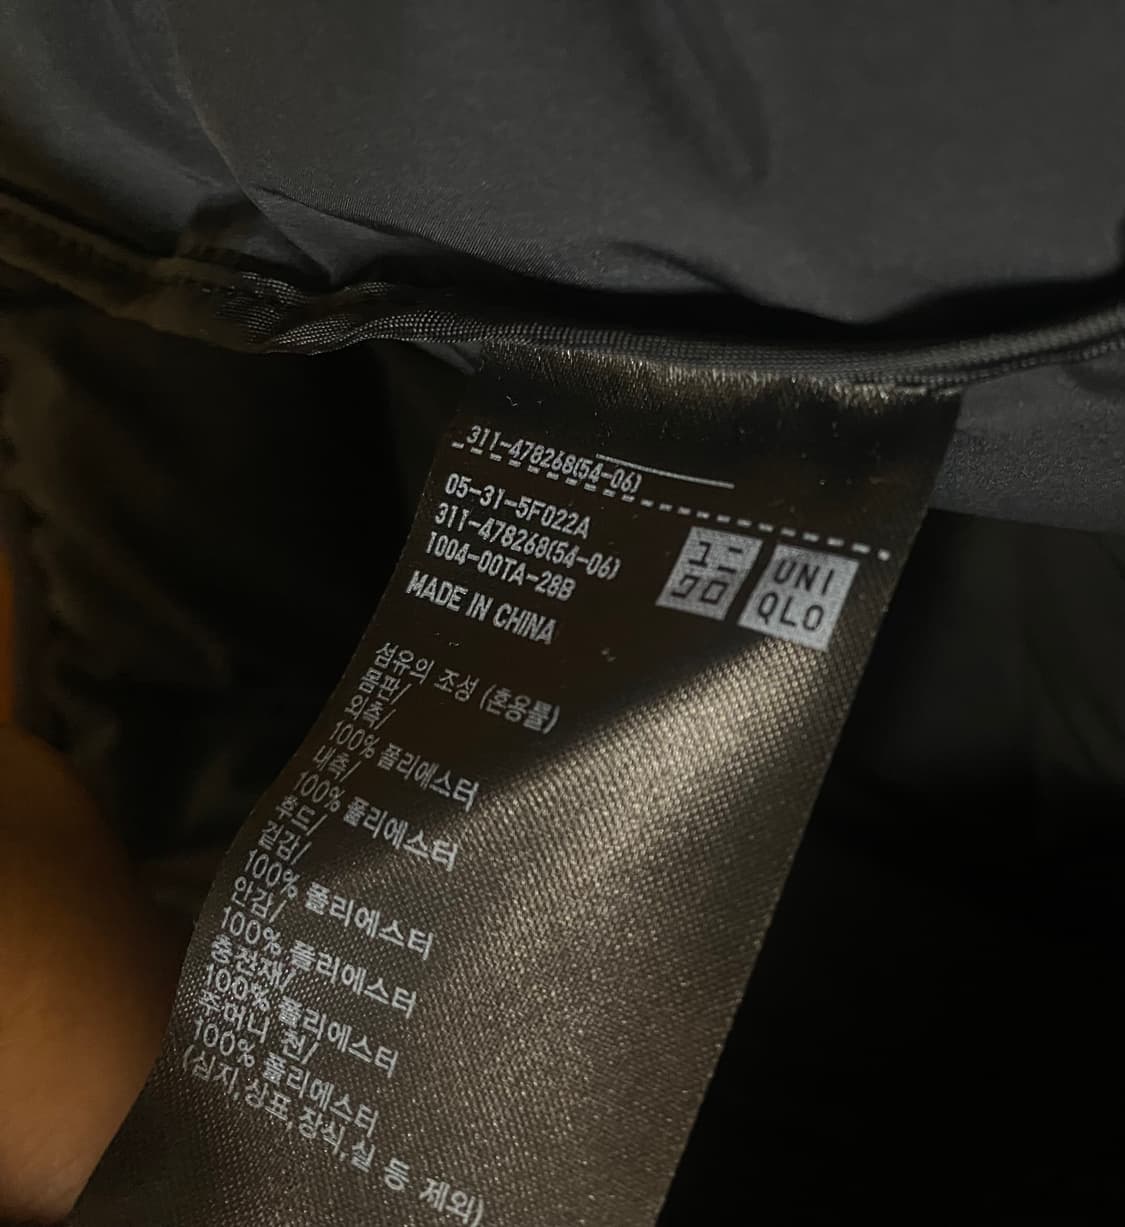 311-478268(54-06)
05-31-5F022A
311-478268(54-06)
1004-00TA-28B
MADE IN CHINA
ユニ
クロ
UNI
QLO
섬유의 조성 (혼용률)
몸판/
외측/
100% 폴리에스터
내측/
100% 폴리에스터
후드/
겉감/
100% 폴리에스터
안감/
100% 폴리에스터
충전재/
100% 폴리에스터
주머니 천/
100% 폴리에스터
(심지,상표,장식,실 등 제외)